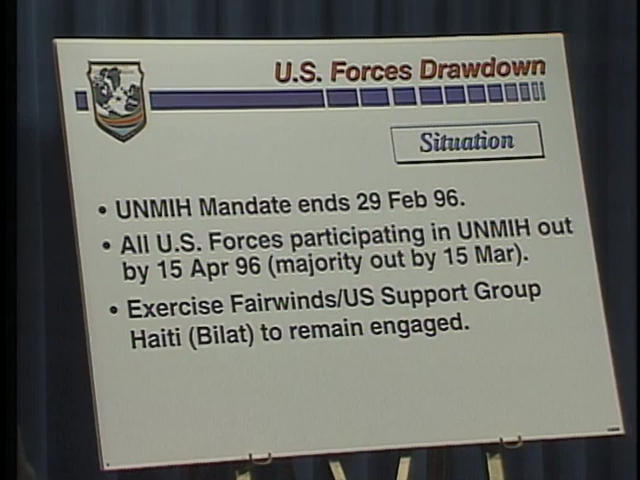 U.S. Forces Drawdown
Situation
• UNMIH Mandate ends 29 Feb 96.
• All U.S. Forces participating in UNMIH out
by 15 Apr 96 (majority out by 15 Mar).
• Exercise Fairwinds/US Support Group
Haiti (Bilat) to remain engaged.